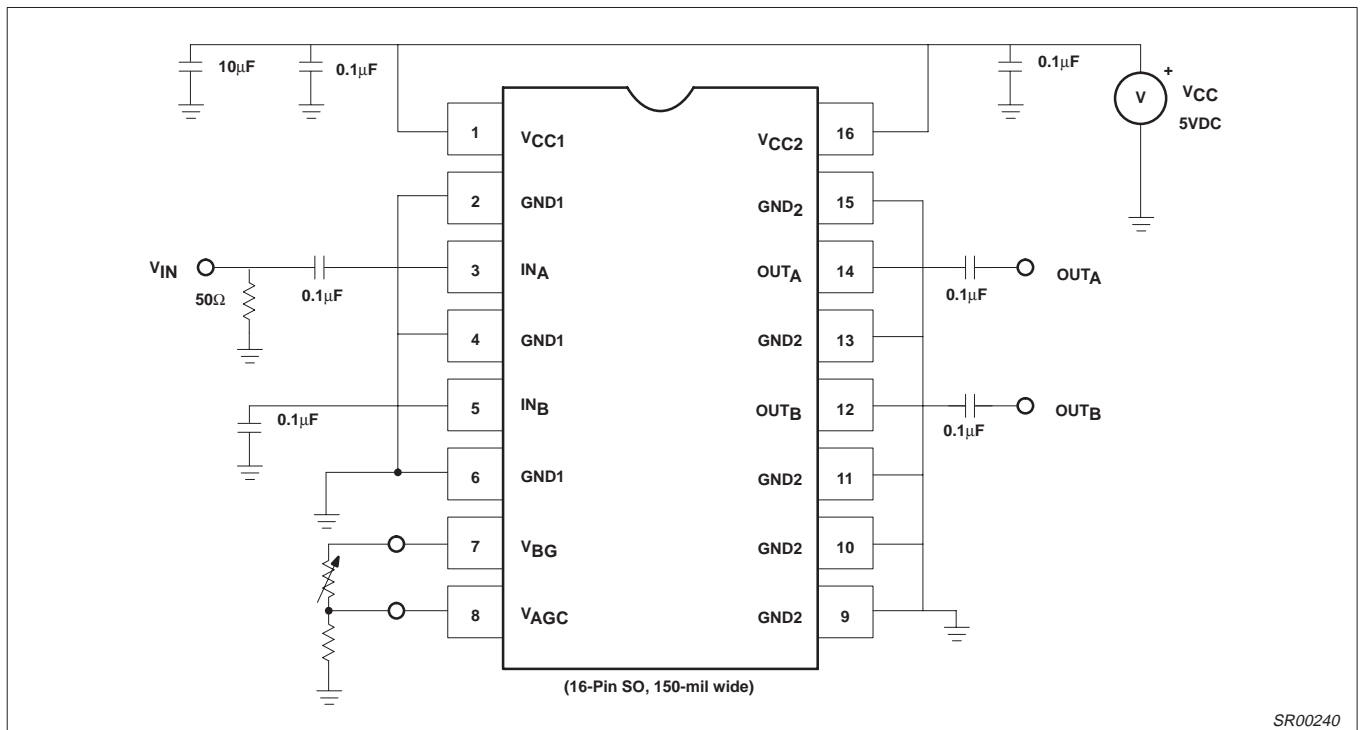 10μF
0.1μF
0.1μF
+
V
VCC
5VDC
1
VCC1
VCC2
16
2
GND1
GND2
15
VIN
50Ω
0.1μF
3
INA
OUTA
14
0.1μF
OUTA
4
GND1
GND2
13
0.1μF
5
INB
OUTB
12
0.1μF
OUTB
6
GND1
GND2
11
7
VBG
GND2
10
8
VAGC
GND2
9
(16-Pin SO, 150-mil wide)
SR00240